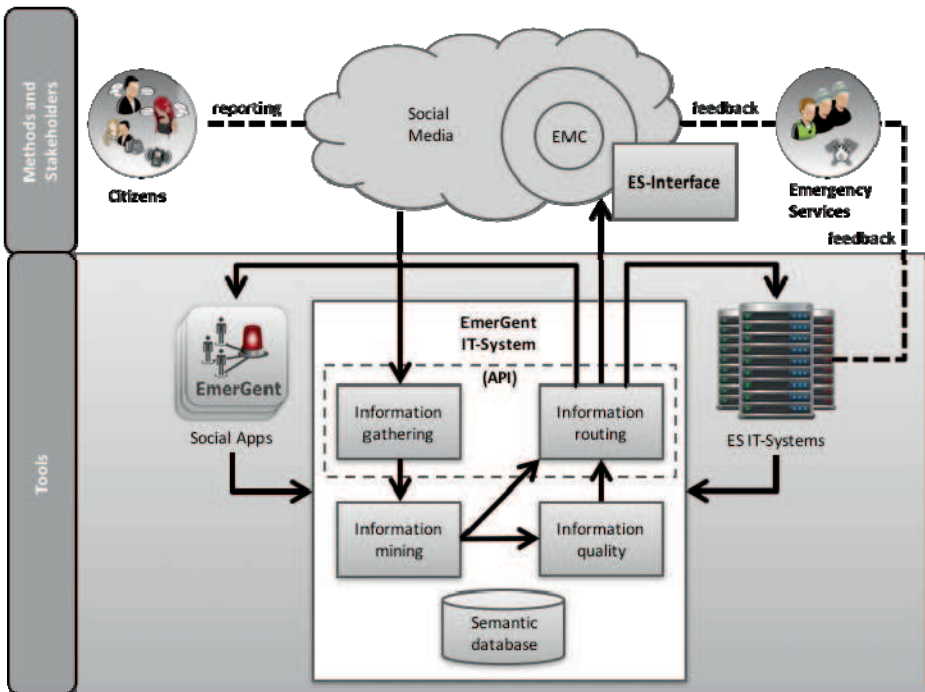 Methods and
Stakeholders
reporting
Citizens
Social
Media
EMC
ES-Interface
feedback
Emergency
Services
feedback
Tools
EmerGent
Social Apps
EmerGent
IT-System
(API)
Information
gathering
Information
routing
Information
mining
Information
quality
Semantic
database
ES IT-Systems